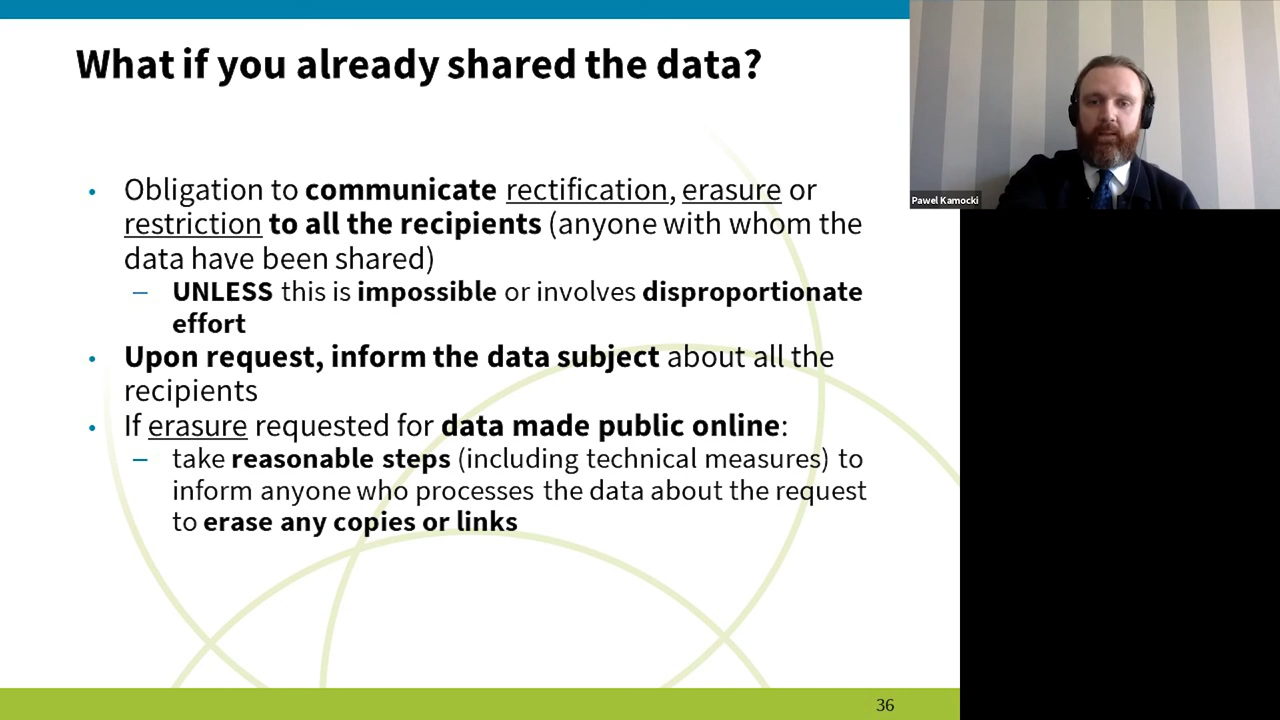 What if you already shared the data?
• Obligation to communicate rectification, erasure or
restriction to all the recipients (anyone with whom the
data have been shared)
– UNLESS this is impossible or involves disproportionate
effort
• Upon request, inform the data subject about all the
recipients
• If erasure requested for data made public online:
– take reasonable steps (including technical measures) to
inform anyone who processes the data about the request
to erase any copies or links
36
Pawel Kamocki